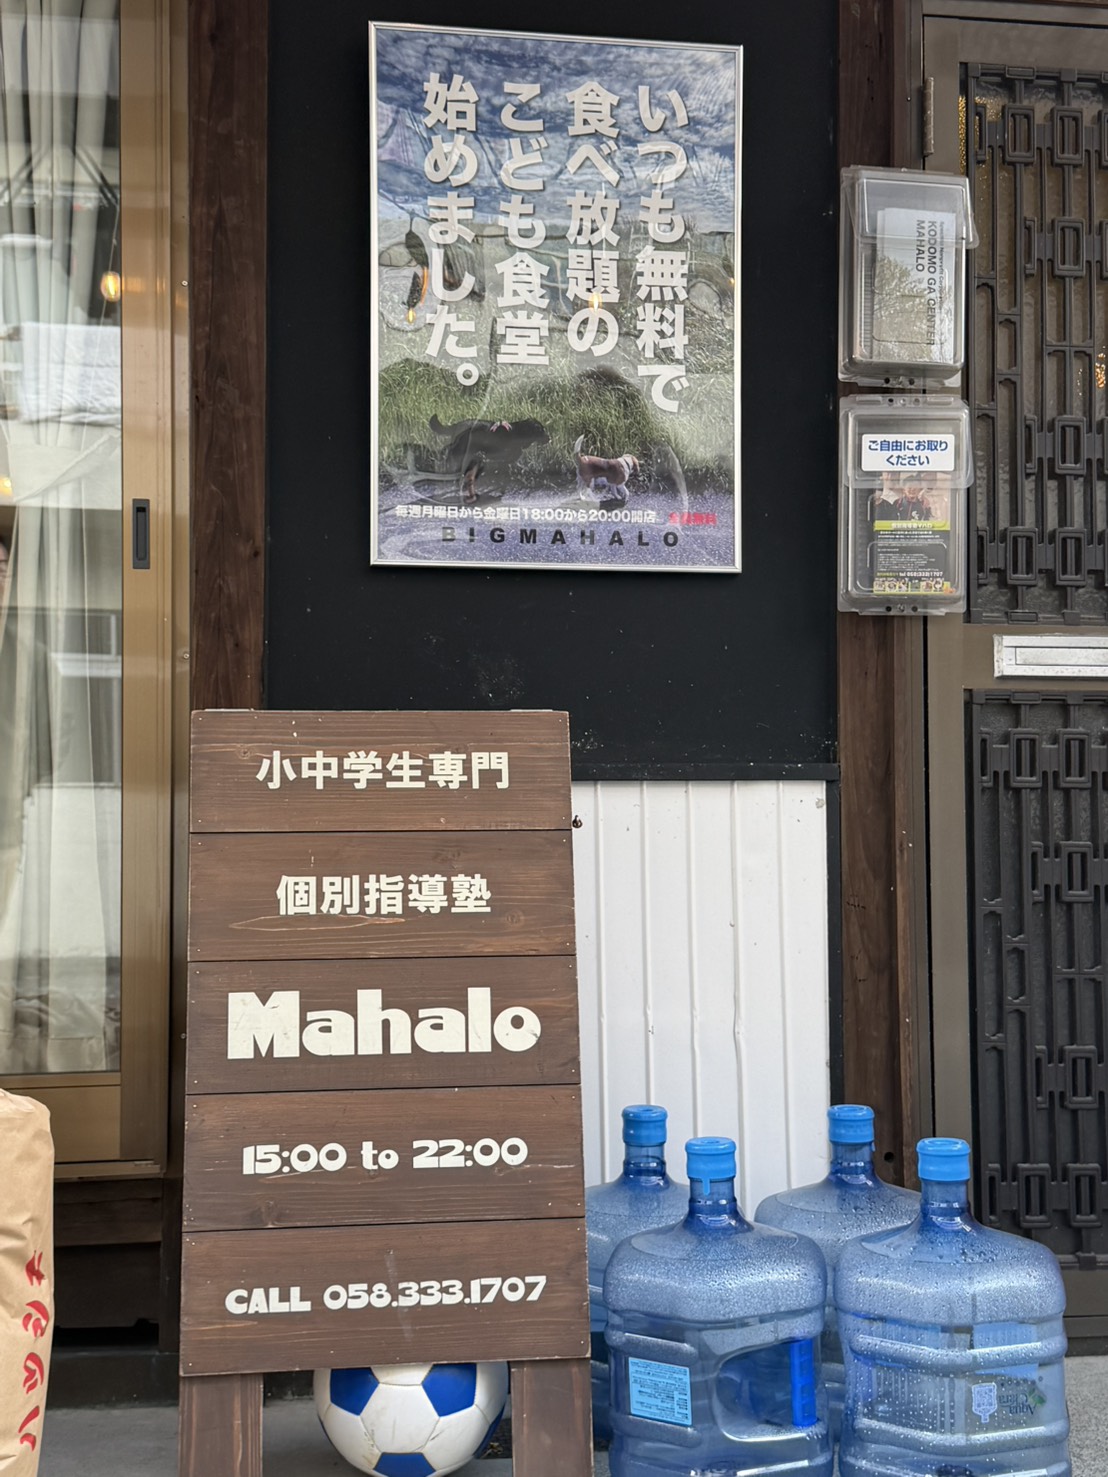 いつも無料で
食べ放題の
こども食堂
始めました。
毎週月曜日から金曜日18:00から20:00開店
BIGMAHALO
KODOMO GA CENTER
MAHALO
ご自由にお取り
ください
tel 058(333)1707
小中学生専門
個別指導塾
Mahalo
15:00 to 22:00
CALL 058.333.1707